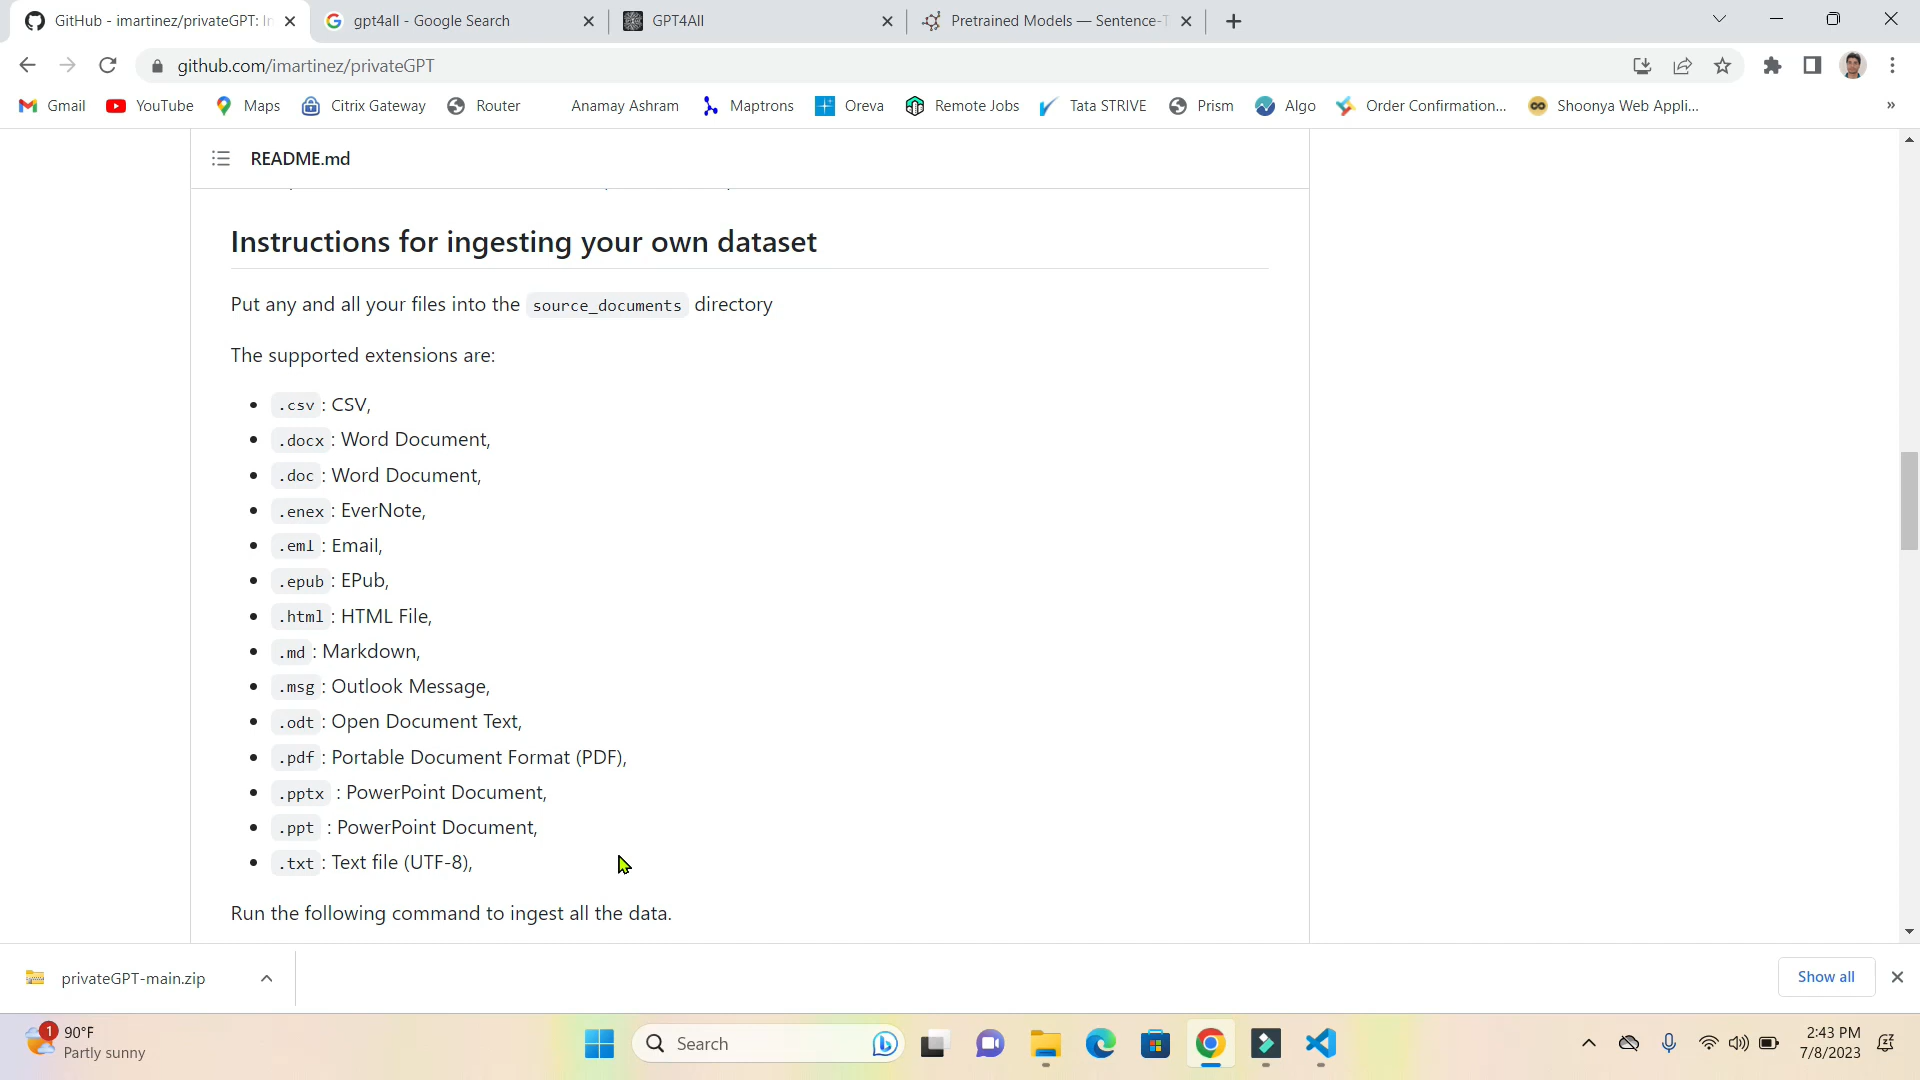 GitHub - imartinez/privateGPT: In
gpt4all - Google Search
GPT4All
Pretrained Models — Sentence-T
github.com/imartinez/privateGPT
Gmail YouTube Maps Citrix Gateway Router Anamay Ashram Maptrons Oreva Remote Jobs Tata STRIVE Prism Algo Order Confirmation... Shoonya Web Appli... »
README.md
Instructions for ingesting your own dataset
Put any and all your files into the source_documents directory
The supported extensions are:
.csv : CSV,
.docx : Word Document,
.doc : Word Document,
.enex : EverNote,
.eml : Email,
.epub : EPub,
.html : HTML File,
.md : Markdown,
.msg : Outlook Message,
.odt : Open Document Text,
.pdf : Portable Document Format (PDF),
.pptx : PowerPoint Document,
.ppt : PowerPoint Document,
.txt : Text file (UTF-8),
Run the following command to ingest all the data.
privateGPT-main.zip
Show all
1
90°F
Partly sunny
Search
2:43 PM
7/8/2023